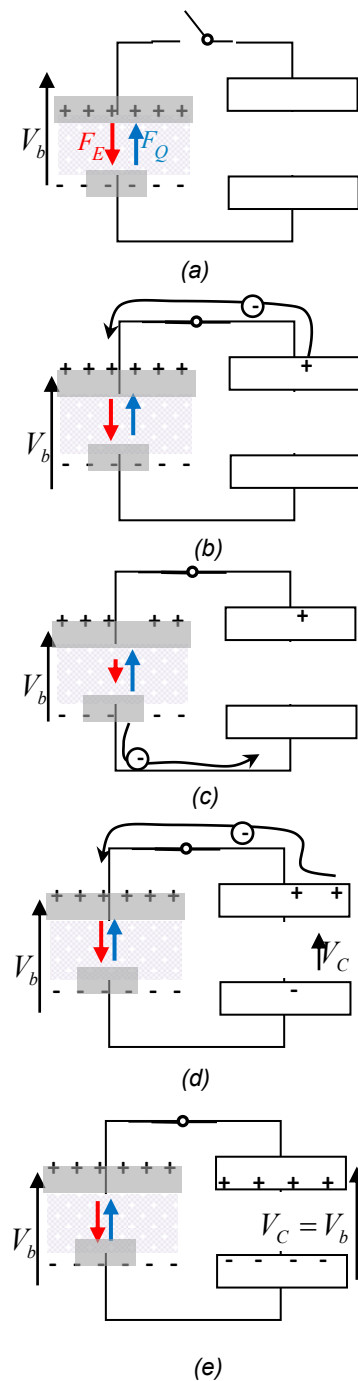 + + + + + +
V_b
F_E F_Q
- - - - - -
(a)
-
+
+ + + + + +
V_b
- - - - - -
(b)
+
+ + + + +
V_b
- - - - -
-
(c)
-
+ + + + + +
+ +
V_b
V_C
-
- - - - - -
(d)
+ + + + + +
+ + + +
V_b
V_C = V_b
- - - -
- - - - - -
(e)